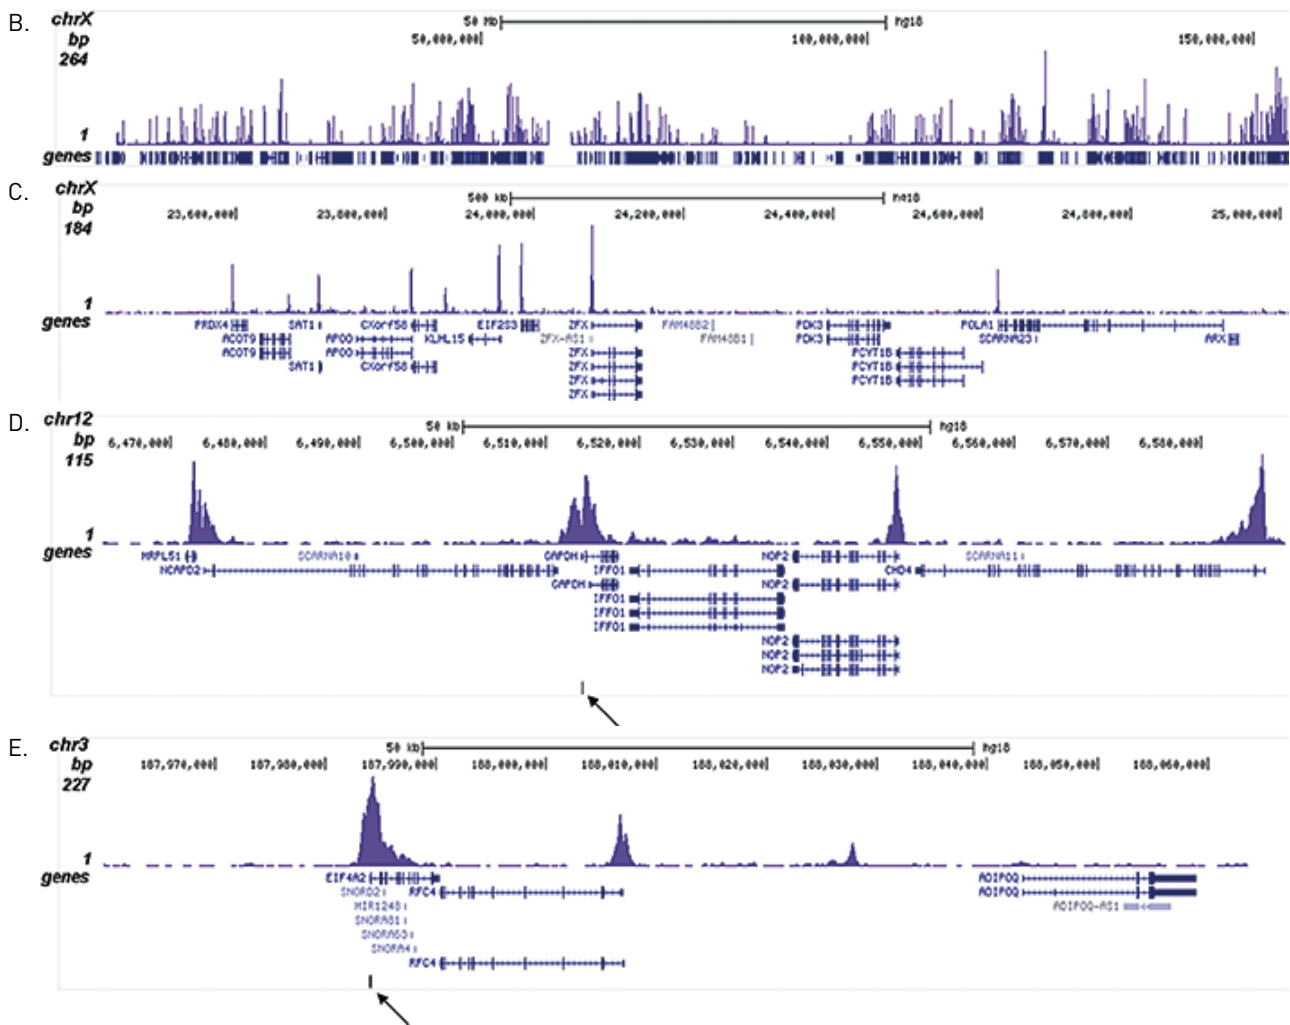 B. chrX 50 Mb hg18
bp 50,000,000 100,000,000 150,000,000
264
1
genes
C. chrX 500 kb hg18
bp 23,600,000 23,800,000 24,000,000 24,200,000 24,400,000 24,600,000 24,800,000 25,000,000
184
1
genes PRDX4 SAT1 CXorf58 EIF2S3 ZFX FAM48B2 PDK3 POLA1
ACOT9 APOO KLHL15 ZFX-AS1 FAM48B1 PDK3 SCARNA23 ARX
ACOT9 APOO ZFX PCYT1B
SAT1 CXorf58 ZFX PCYT1B
ZFX PCYT1B
ZFX
D. chr12 50 kb hg18
bp 6,470,000 6,480,000 6,490,000 6,500,000 6,510,000 6,520,000 6,530,000 6,540,000 6,550,000 6,560,000 6,570,000 6,580,000
115
1
genes MRPL51 SCARNA10 GAPDH NOP2 SCARNA11
NCAPD2 IFFO1 CHD4
GAPDH NOP2
IFFO1
IFFO1
IFFO1
NOP2
NOP2
NOP2
E. chr3 50 kb hg18
bp 187,970,000 187,980,000 187,990,000 188,000,000 188,010,000 188,020,000 188,030,000 188,040,000 188,050,000 188,060,000
227
1
genes EIF4A2 ADIPOQ
SNORD2 RFC4 ADIPOQ
MIR1248 ADIPOQ-AS1
SNORA81
SNORA63
SNORA4
RFC4